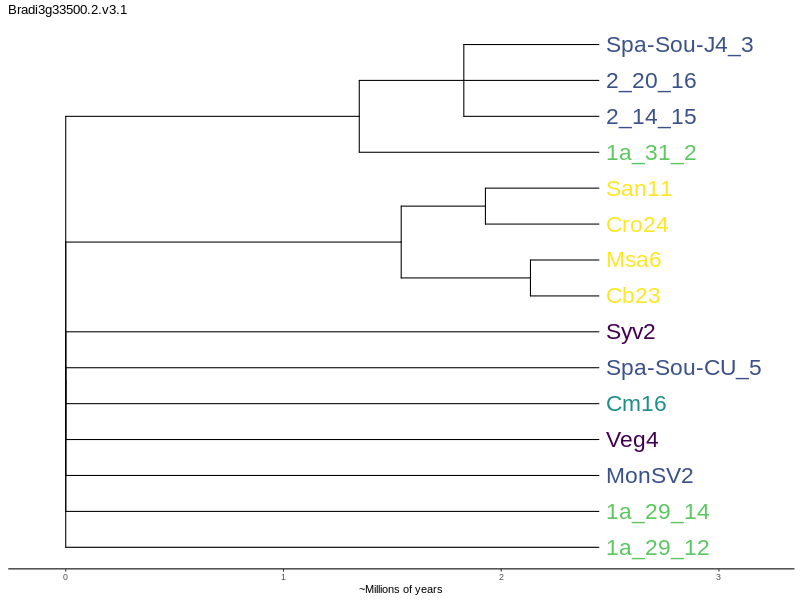 Bradi3g33500.2.v3.1
Spa-Sou-J4_3
2_20_16
2_14_15
1a_31_2
San11
Cro24
Msa6
Cb23
Syv2
Spa-Sou-CU_5
Cm16
Veg4
MonSV2
1a_29_14
1a_29_12
0 1 2 3
~Millions of years